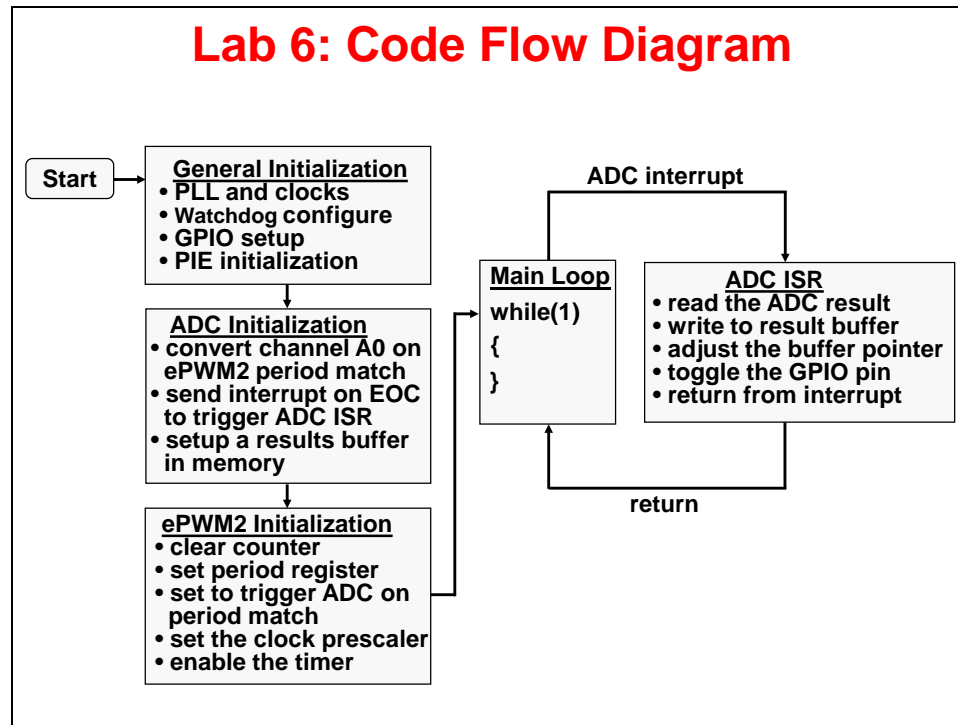 Lab 6: Code Flow Diagram
Start
General Initialization
• PLL and clocks
• Watchdog configure
• GPIO setup
• PIE initialization
ADC Initialization
• convert channel A0 on
ePWM2 period match
• send interrupt on EOC
to trigger ADC ISR
• setup a results buffer
in memory
ePWM2 Initialization
• clear counter
• set period register
• set to trigger ADC on
period match
• set the clock prescaler
• enable the timer
Main Loop
while(1)
{
}
ADC interrupt
ADC ISR
• read the ADC result
• write to result buffer
• adjust the buffer pointer
• toggle the GPIO pin
• return from interrupt
return